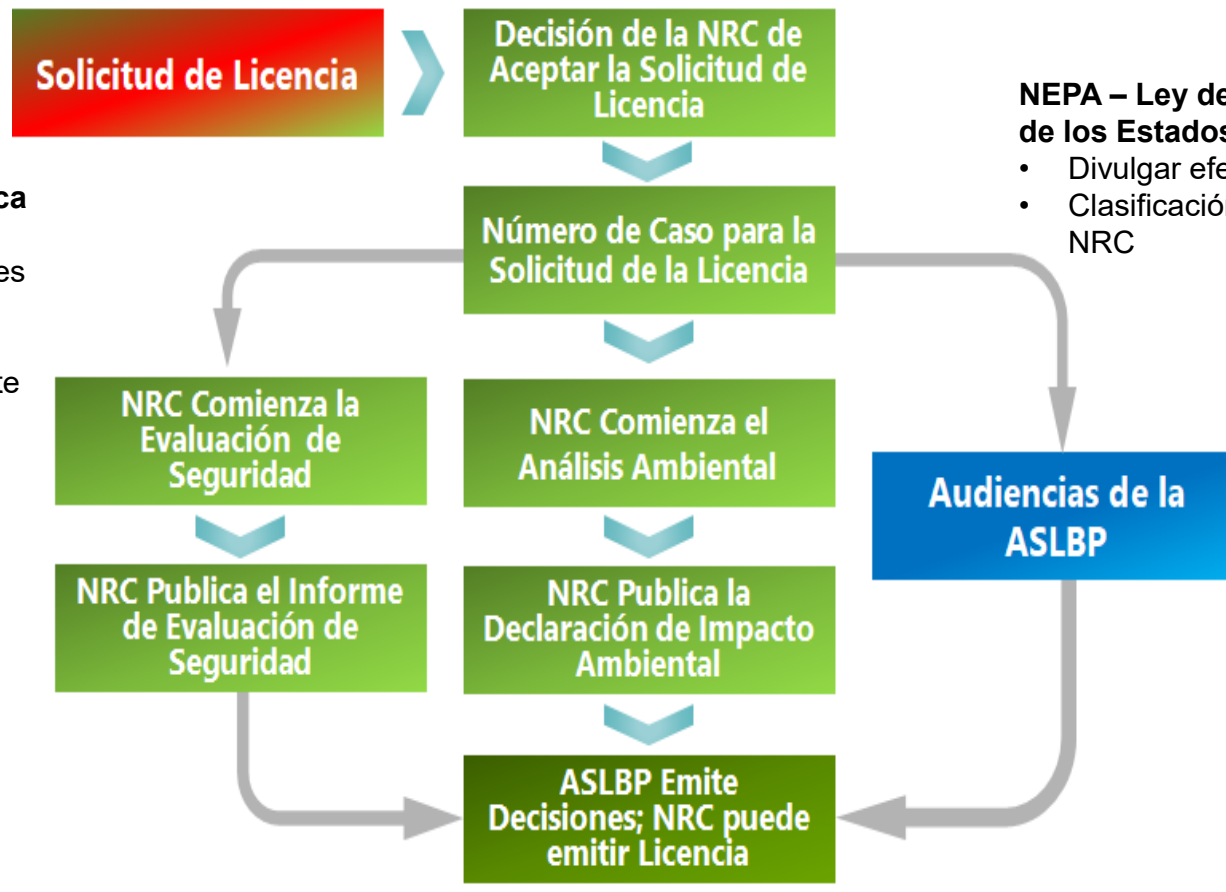 Solicitud de Licencia
Decisión de la NRC de
Aceptar la Solicitud de
Licencia
NEPA – Ley de
de los Estados
• Divulgar
• NRC
Número de Caso para la
Solicitud de la Licencia
NRC Comienza la
Evaluación de
Seguridad
NRC Comienza el
Análisis Ambiental
Audiencias de la
ASLBP
NRC Publica el Informe
de Evaluación de
Seguridad
NRC Publica la
Declaración de Impacto
Ambiental
ASLBP Emite
Decisiones; NRC puede
emitir Licencia